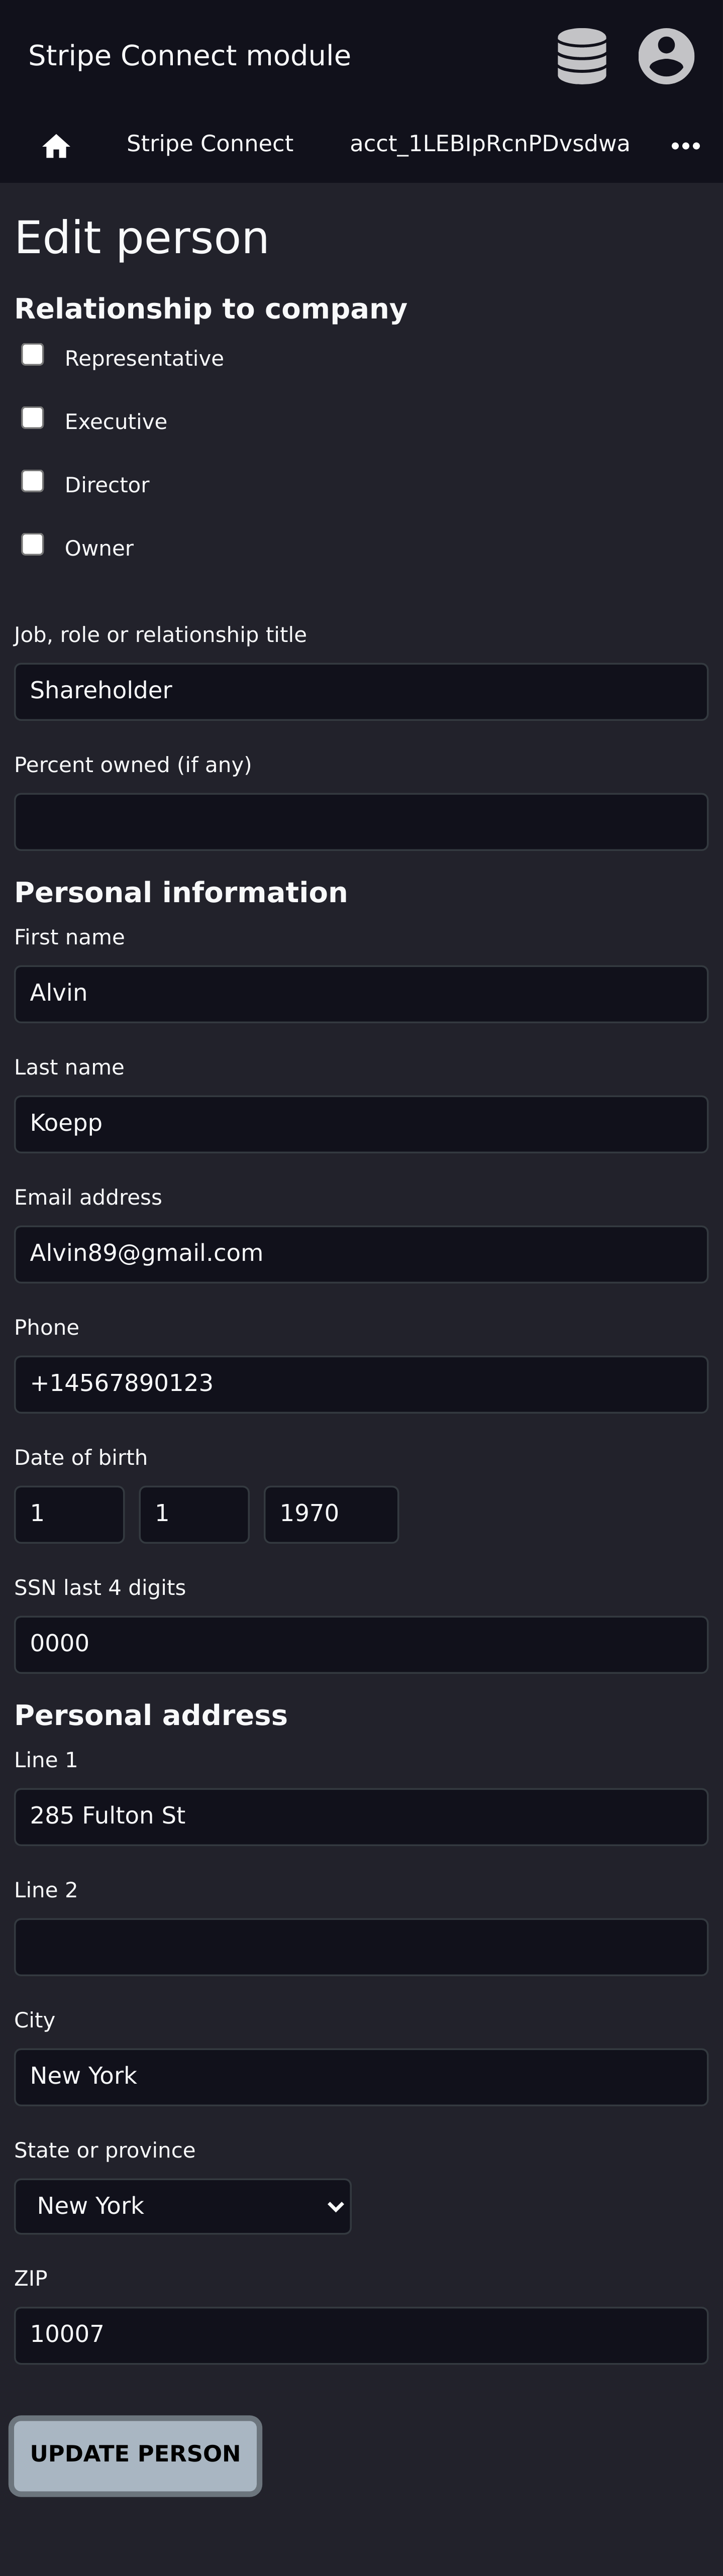 Stripe Connect module
Stripe Connect acct_1LEBIpRcnPDvsdwa
Edit person
Relationship to company
Representative
Executive
Director
Owner
Job, role or relationship title
Shareholder
Percent owned (if any)
Personal information
First name
Alvin
Last name
Koepp
Email address
Alvin89@gmail.com
Phone
+14567890123
Date of birth
1 1 1970
SSN last 4 digits
0000
Personal address
Line 1
285 Fulton St
Line 2
City
New York
State or province
New York
ZIP
10007
UPDATE PERSON